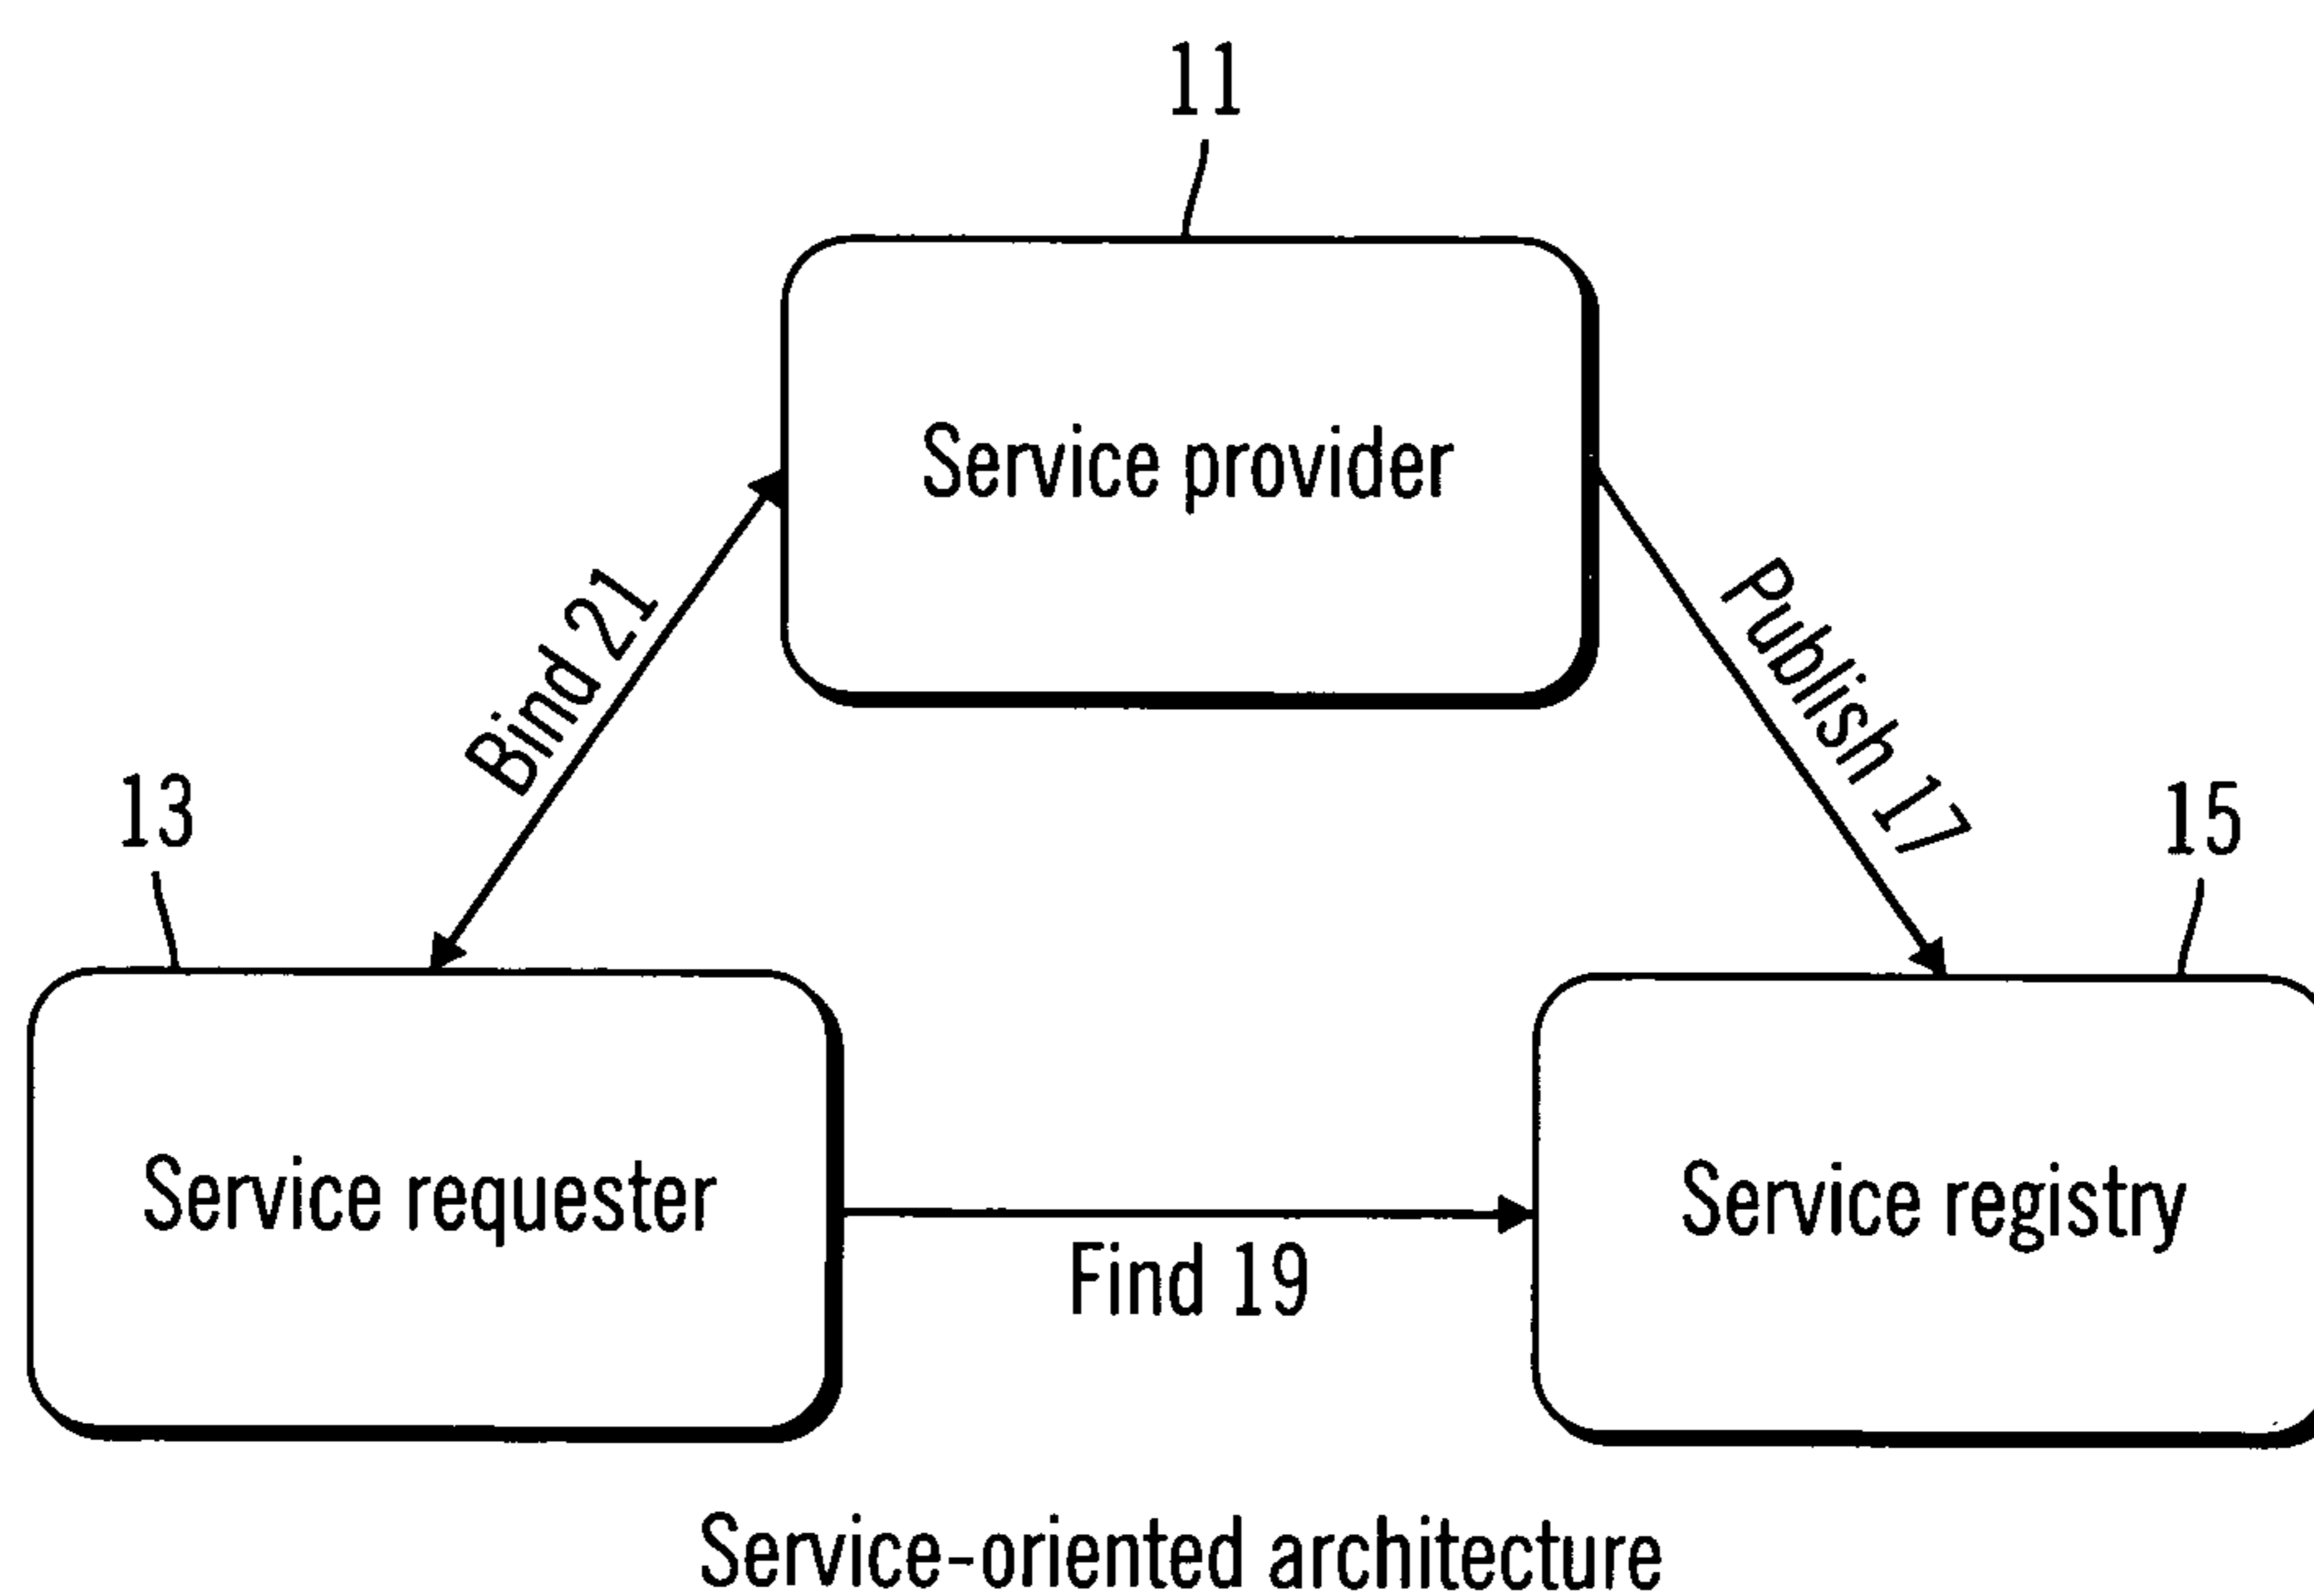 11
Service provider
Bind 21
Publish 17
13
15
Service requester
Service registry
Find 19
Service-oriented architecture